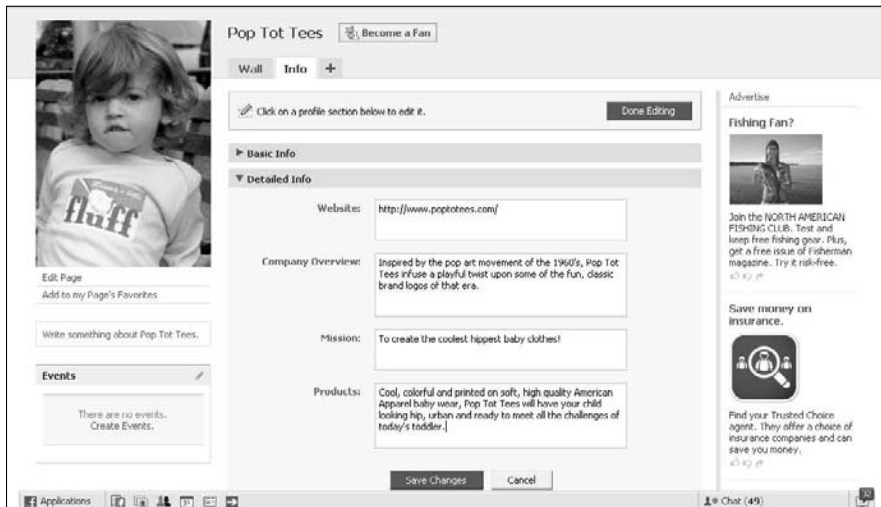 Pop Tot Tees
Become a Fan
Wall
Info
+
Click on a profile section below to edit it.
Done Editing
Basic Info
Detailed Info
Website:
http://www.poptotees.com/
Company Overview:
Inspired by the pop art movement of the 1960's, Pop Tot
Tees infuse a playful twist upon some of the fun, classic
brand logos of that era.
Mission:
To create the coolest hippest baby clothes!
Products:
Cool, colorful and printed on soft, high quality American
Apparel baby wear, Pop Tot Tees will have your child
looking hip, urban and ready to meet all the challenges of
today's toddler.
Save Changes
Cancel
fluff
Edit Page
Add to my Page's Favorites
Write something about Pop Tot Tees.
Events
There are no events.
Create Events.
Advertise
Fishing Fan?
Join the NORTH AMERICAN
FISHING CLUB. Test and
keep free fishing gear. Plus,
get a free issue of Fisherman
magazine. Try it risk-free.
Save money on
insurance.
Find your Trusted Choice
agent. They offer a choice of
insurance companies and can
save you money.
Applications
Chat (49)